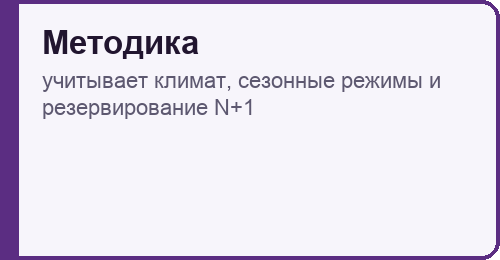 Методика
учитывает климат, сезонные режимы и
резервирование N+1